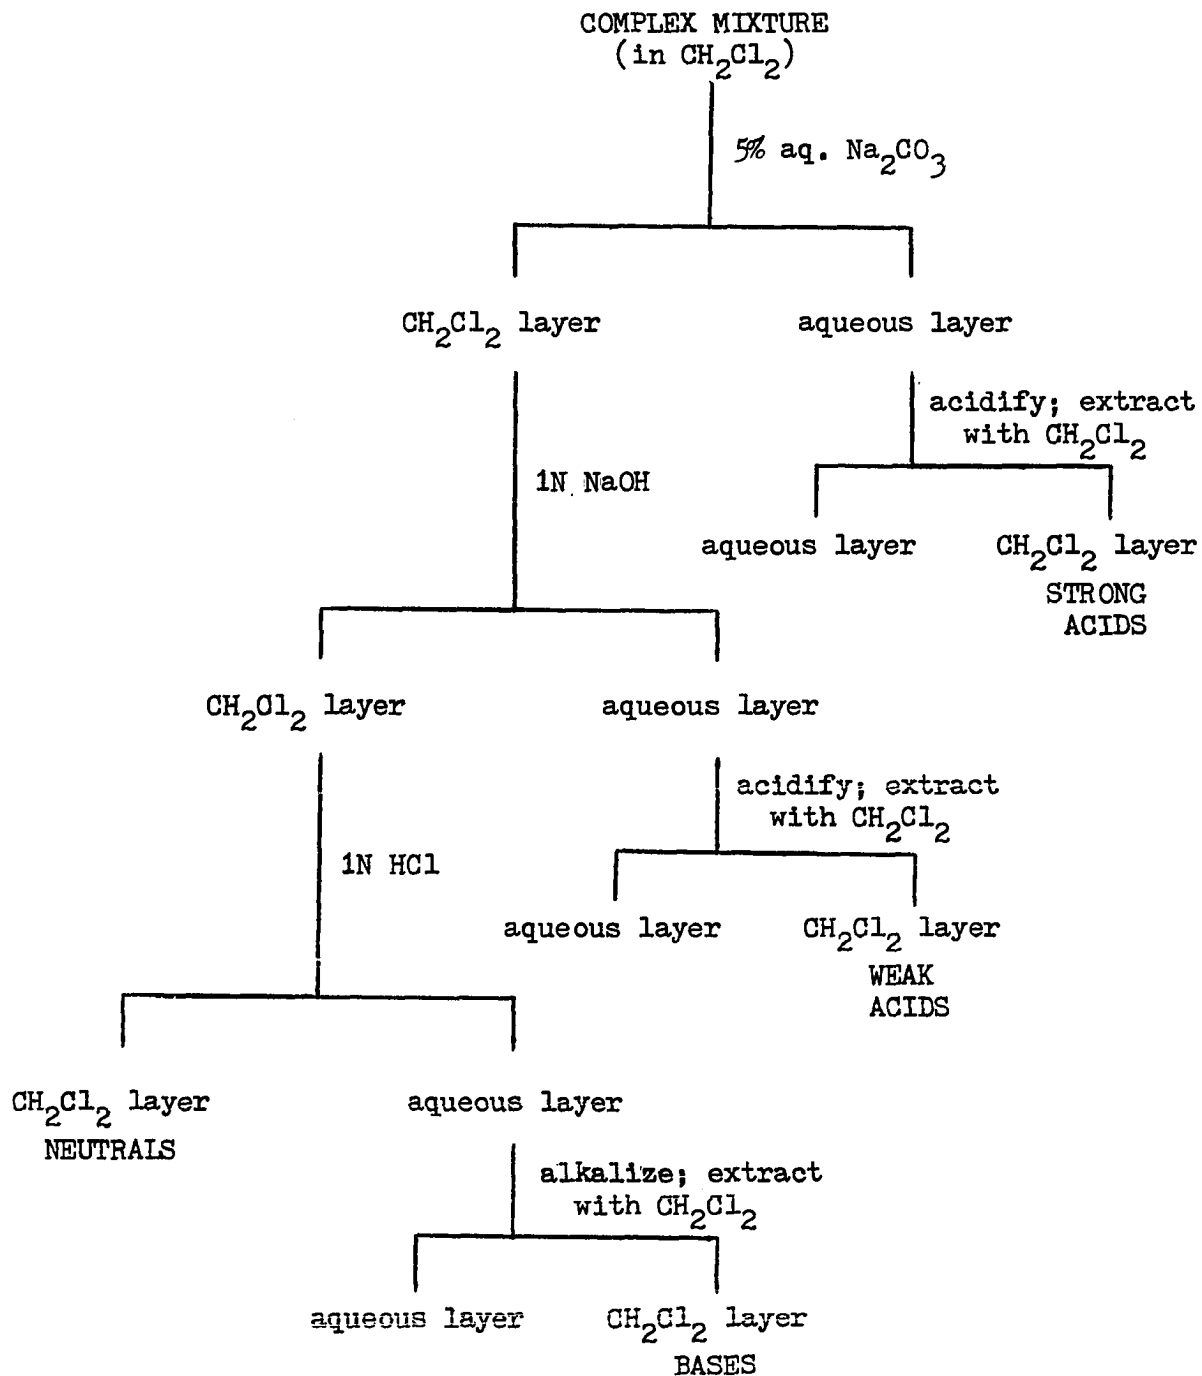 COMPLEX MIXTURE
(in CH₂Cl₂)
5% aq. Na₂CO₃
CH₂Cl₂ layer
aqueous layer
acidify; extract
with CH₂Cl₂
1N NaOH
aqueous layer
CH₂Cl₂ layer
STRONG
ACIDS
CH₂Cl₂ layer
aqueous layer
acidify; extract
with CH₂Cl₂
1N HCl
aqueous layer
CH₂Cl₂ layer
WEAK
ACIDS
CH₂Cl₂ layer
NEUTRALS
aqueous layer
alkalize; extract
with CH₂Cl₂
aqueous layer
CH₂Cl₂ layer
BASES